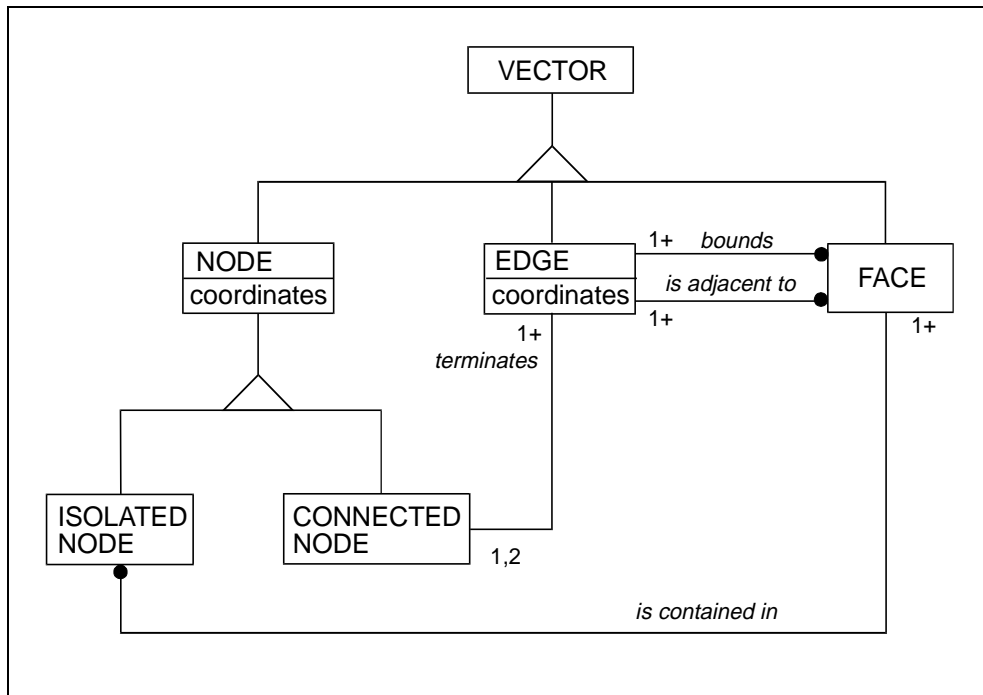 VECTOR
NODE
coordinates
EDGE
coordinates
1+ bounds
is adjacent to
1+
FACE
1+
1+
terminates
ISOLATED
NODE
CONNECTED
NODE
1,2
is contained in